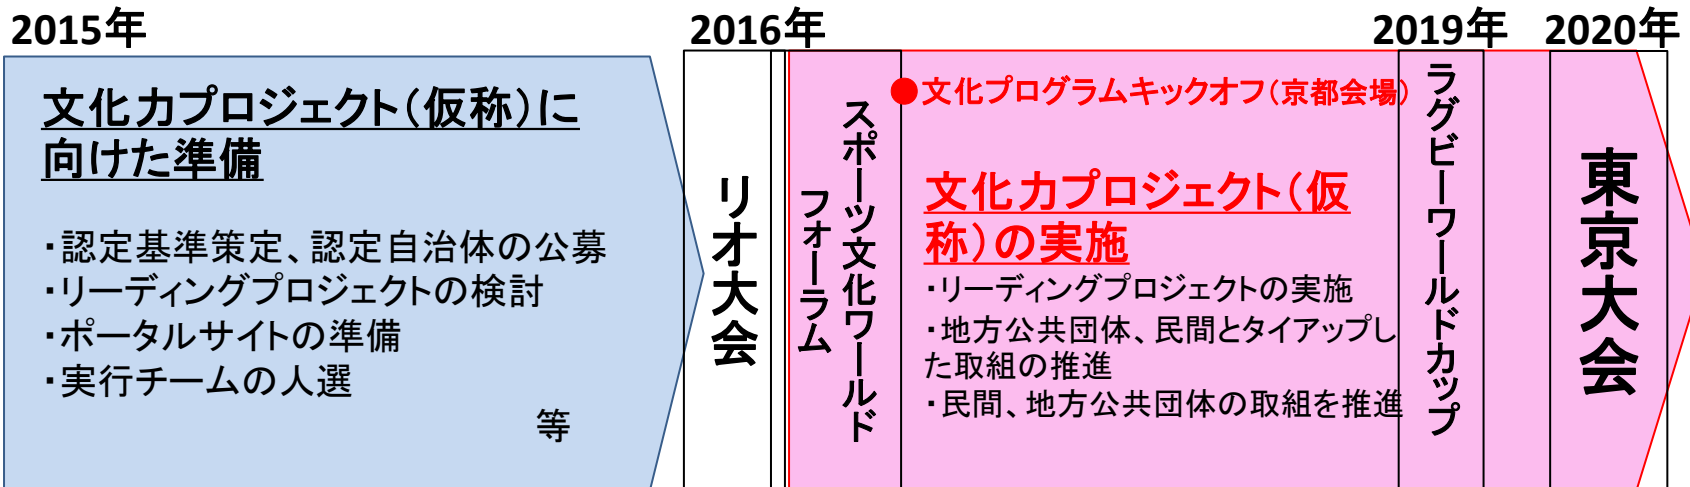 2015年
2016年
2019年
2020年
文化力プロジェクト(仮称)に
向けた準備
・認定基準策定、認定自治体の公募
・リーディングプロジェクトの検討
・ポータルサイトの準備
・実行チームの人選
等
リオ大会
スポーツ文化ワールド
フォーラム
●文化プログラムキックオフ(京都会場)
文化力プロジェクト(仮
称)の実施
・リーディングプロジェクトの実施
・地方公共団体、民間とタイアップし
た取組の推進
・民間、地方公共団体の取組を推進
ラグビーワールドカップ
東京大会